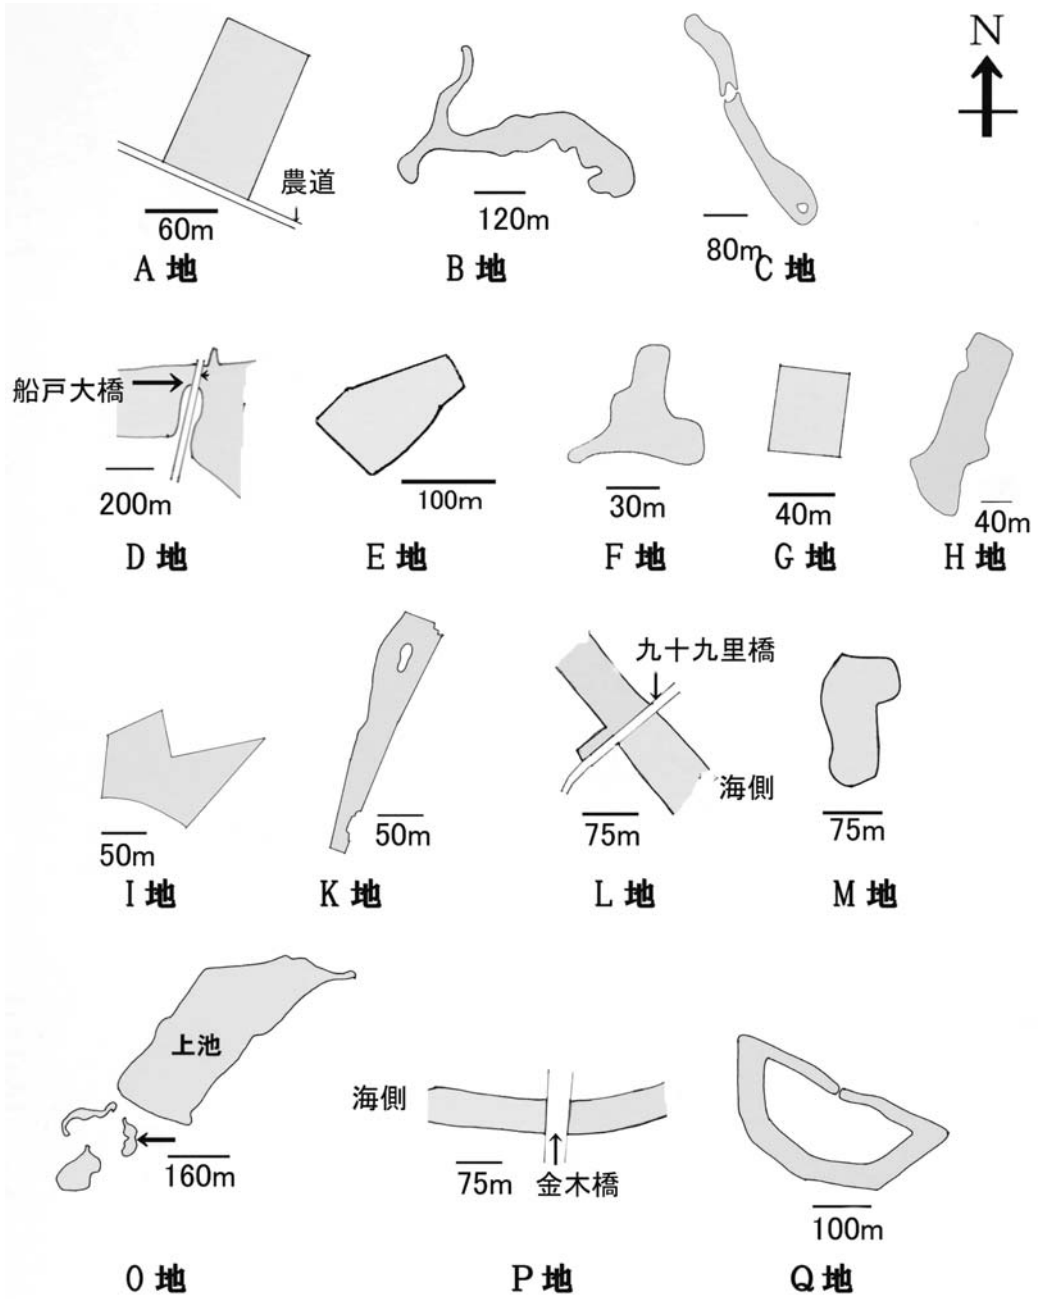 N
農道
60m
120m
80m
A 地
B 地
C 地
船戸大橋
200m
100m
30m
40m
40m
D 地
E 地
F 地
G 地
H 地
九十九里橋
海側
50m
50m
75m
75m
I 地
K 地
L 地
M 地
上池
160m
海側
75m
金木橋
100m
O 地
P 地
Q 地